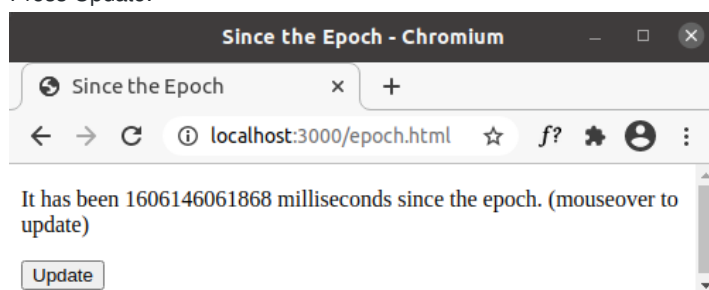 Press Update.
Since the Epoch - Chromium
Since the Epoch
localhost:3000/epoch.html
f?
It has been 1606146061868 milliseconds since the epoch. (mouseover to
update)
Update